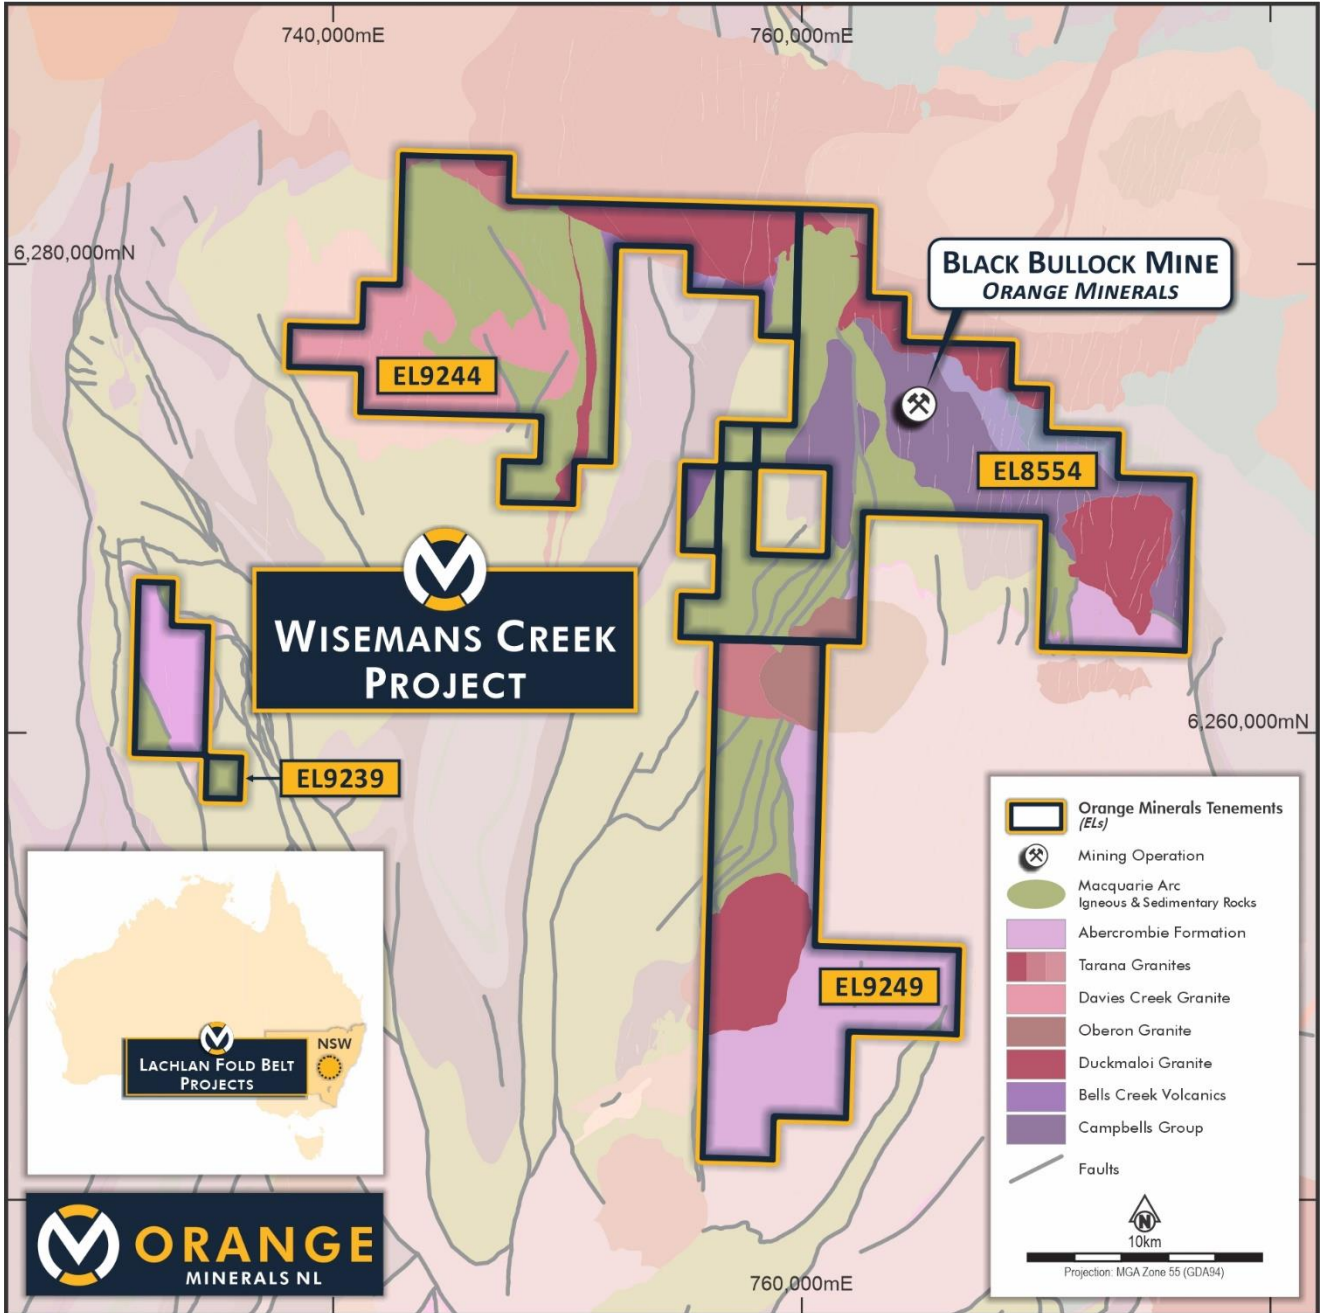 740,000mE
760,000mE
6,280,000mN
BLACK BULLOCK MINE
ORANGE MINERALS
EL9244
EL8554
WISEMANS CREEK
PROJECT
6,260,000mN
EL9239
EL9249
Orange Minerals Tenements
(ELs)
Mining Operation
Macquarie Arc
Igneous & Sedimentary Rocks
Abercrombie Formation
Tarana Granites
Davies Creek Granite
Oberon Granite
Duckmaloi Granite
Bells Creek Volcanics
Campbells Group
Faults
N
10km
Projection: MGA Zone 55 (GDA94)
NSW
LACHLAN FOLD BELT
PROJECTS
ORANGE
MINERALS NL
760,000mE